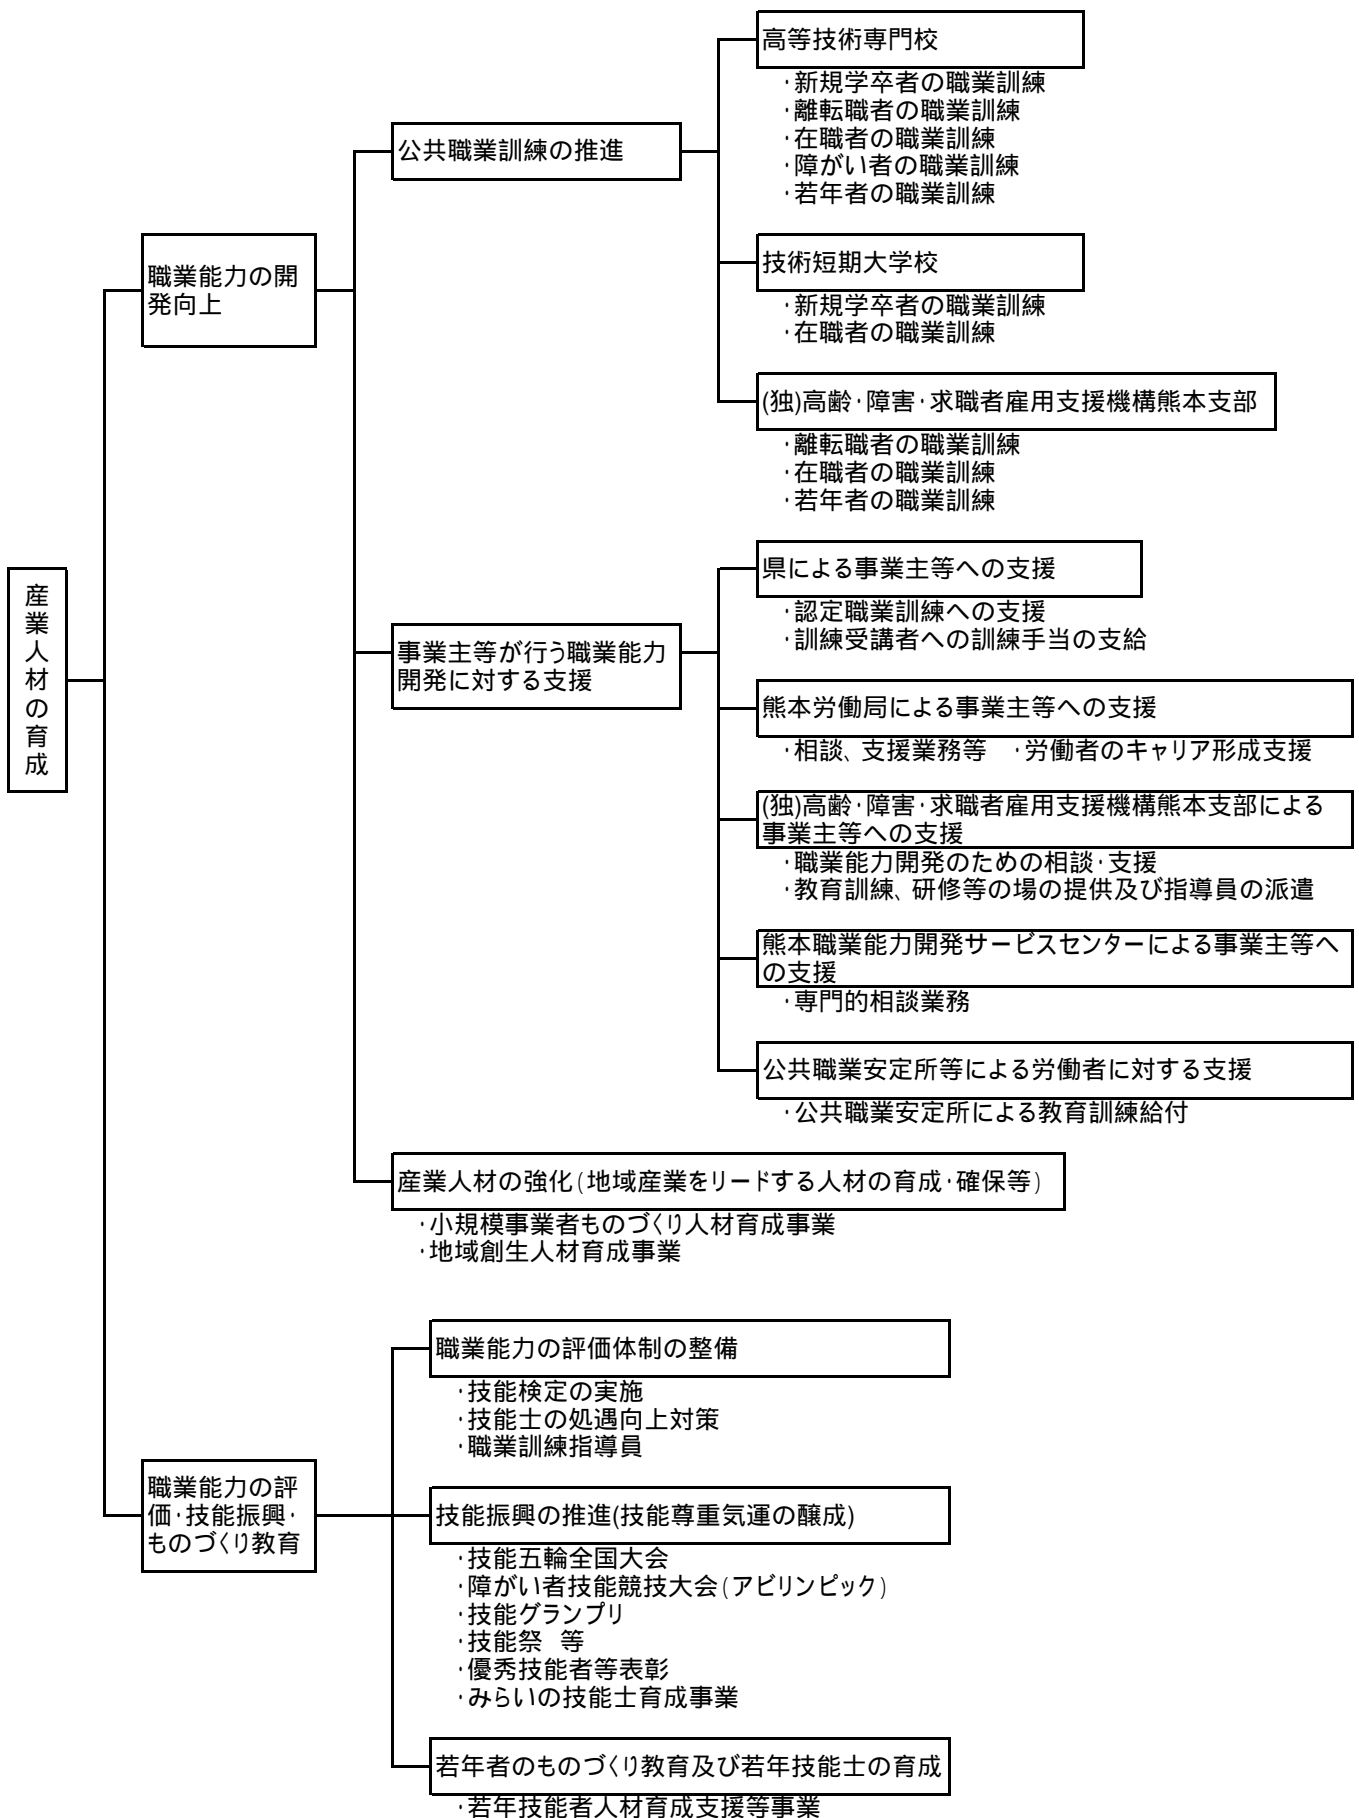 産業人材の育成
職業能力の開
発向上
公共職業訓練の推進
高等技術専門校
・新規学卒者の職業訓練
・離転職者の職業訓練
・在職者の職業訓練
・障がい者の職業訓練
・若年者の職業訓練
技術短期大学校
・新規学卒者の職業訓練
・在職者の職業訓練
(独)高齢・障害・求職者雇用支援機構熊本支部
・離転職者の職業訓練
・在職者の職業訓練
・若年者の職業訓練
事業主等が行う職業能力
開発に対する支援
県による事業主等への支援
・認定職業訓練への支援
・訓練受講者への訓練手当の支給
熊本労働局による事業主等への支援
・相談、支援業務等　・労働者のキャリア形成支援
(独)高齢・障害・求職者雇用支援機構熊本支部による
事業主等への支援
・職業能力開発のための相談・支援
・教育訓練、研修等の場の提供及び指導員の派遣
熊本職業能力開発サービスセンターによる事業主等へ
の支援
・専門的相談業務
公共職業安定所等による労働者に対する支援
・公共職業安定所による教育訓練給付
産業人材の強化(地域産業をリードする人材の育成・確保等)
・小規模事業者ものづくり人材育成事業
・地域創生人材育成事業
職業能力の評
価・技能振興・
ものづくり教育
職業能力の評価体制の整備
・技能検定の実施
・技能士の処遇向上対策
・職業訓練指導員
技能振興の推進(技能尊重気運の醸成)
・技能五輪全国大会
・障がい者技能競技大会(アビリンピック)
・技能グランプリ
・技能祭　等
・優秀技能者等表彰
・みらいの技能士育成事業
若年者のものづくり教育及び若年技能士の育成
・若年技能者人材育成支援等事業